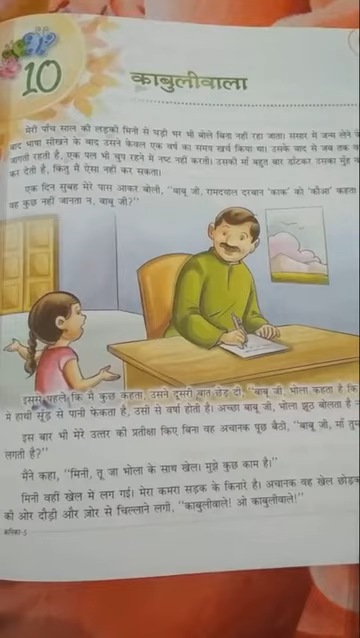 10
काबुलीवाला
मेरी पाँच साल की लड़की मिनी से घड़ी भर भी बोले बिना नहीं रहा जाता। संसार में जन्म लेने के
बाद भाषा सीखने के बाद उसने केवल एक वर्ष का समय खर्च किया था। उसके बाद से जब तक व
जागती रहती है, एक पल भी चुप रहने में नष्ट नहीं करती। उसकी माँ बहुत बार डाँटकर उसका मुँह ब
कर देती है, किंतु मैं ऐसा नहीं कर सकता।
एक दिन सुबह मेरे पास आकर बोली, “बाबू जी, रामदयाल दरबान ‘काक’ को ‘कौआ’ कहता
वह कुछ नहीं जानता न, बाबू जी?”
इससे पहले कि मैं कुछ कहता, उसने दूसरी बात छेड़ दी, “बाबू जी, भोला कहता है कि
में हाथी सूँड़ से पानी फेंकता है, उसी से वर्षा होती है। अच्छा बाबू जी, भोला झूठ बोलता है न
इस बार भी मेरे उत्तर की प्रतीक्षा किए बिना वह अचानक पूछ बैठी, “बाबू जी, माँ तुम
लगती है?”
मैंने कहा, “मिनी, तू जा भोला के साथ खेल। मुझे कुछ काम है।”
मिनी वहीं खेल में लग गई। मेरा कमरा सड़क के किनारे है। अचानक वह खेल छोड़क
की ओर दौड़ी और ज़ोर से चिल्लाने लगी, “काबुलीवाले! ओ काबुलीवाले!”